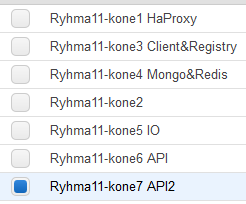 Ryhma11-kone1 HaProxy
Ryhma11-kone3 Client&Registry
Ryhma11-kone4 Mongo&Redis
Ryhma11-kone2
Ryhma11-kone5 IO
Ryhma11-kone6 API
Ryhma11-kone7 API2